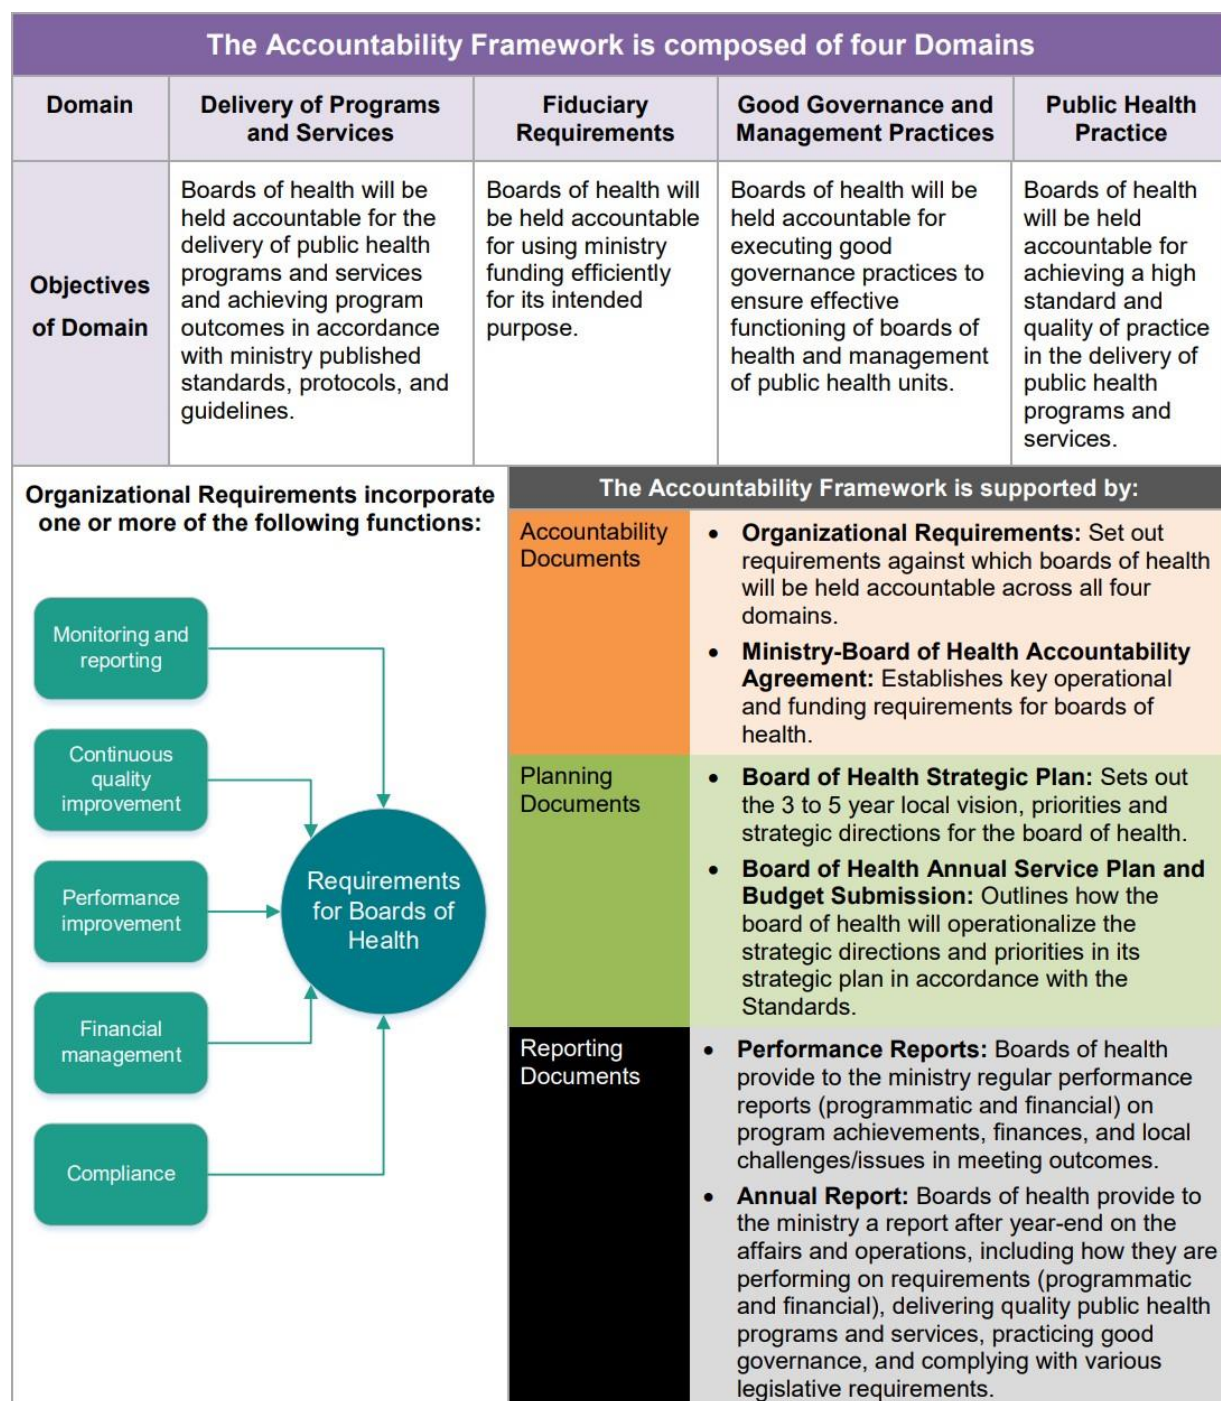 The Accountability Framework is composed of four Domains
Domain
Delivery of Programs
and Services
Fiduciary
Requirements
Good Governance and
Management Practices
Public Health
Practice
Objectives
of Domain
Boards of health will be
held accountable for the
delivery of public health
programs and services
and achieving program
outcomes in accordance
with ministry published
standards, protocols, and
guidelines.
Boards of health will
be held accountable
for using ministry
funding efficiently
for its intended
purpose.
Boards of health will be
held accountable for
executing good
governance practices to
ensure effective
functioning of boards of
health and management
of public health units.
Boards of health
will be held
accountable for
achieving a high
standard and
quality of practice
in the delivery of
public health
programs and
services.
Organizational Requirements incorporate
one or more of the following functions:
Monitoring and
reporting
Continuous
quality
improvement
Performance
improvement
Financial
management
Compliance
Requirements
for Boards of
Health
The Accountability Framework is supported by:
Accountability
Documents
• Organizational Requirements: Set out
requirements against which boards of health
will be held accountable across all four
domains.
• Ministry-Board of Health Accountability
Agreement: Establishes key operational
and funding requirements for boards of
health.
Planning
Documents
• Board of Health Strategic Plan: Sets out
the 3 to 5 year local vision, priorities and
strategic directions for the board of health.
• Board of Health Annual Service Plan and
Budget Submission: Outlines how the
board of health will operationalize the
strategic directions and priorities in its
strategic plan in accordance with the
Standards.
Reporting
Documents
• Performance Reports: Boards of health
provide to the ministry regular performance
reports (programmatic and financial) on
program achievements, finances, and local
challenges/issues in meeting outcomes.
• Annual Report: Boards of health provide to
the ministry a report after year-end on the
affairs and operations, including how they are
performing on requirements (programmatic
and financial), delivering quality public health
programs and services, practicing good
governance, and complying with various
legislative requirements.